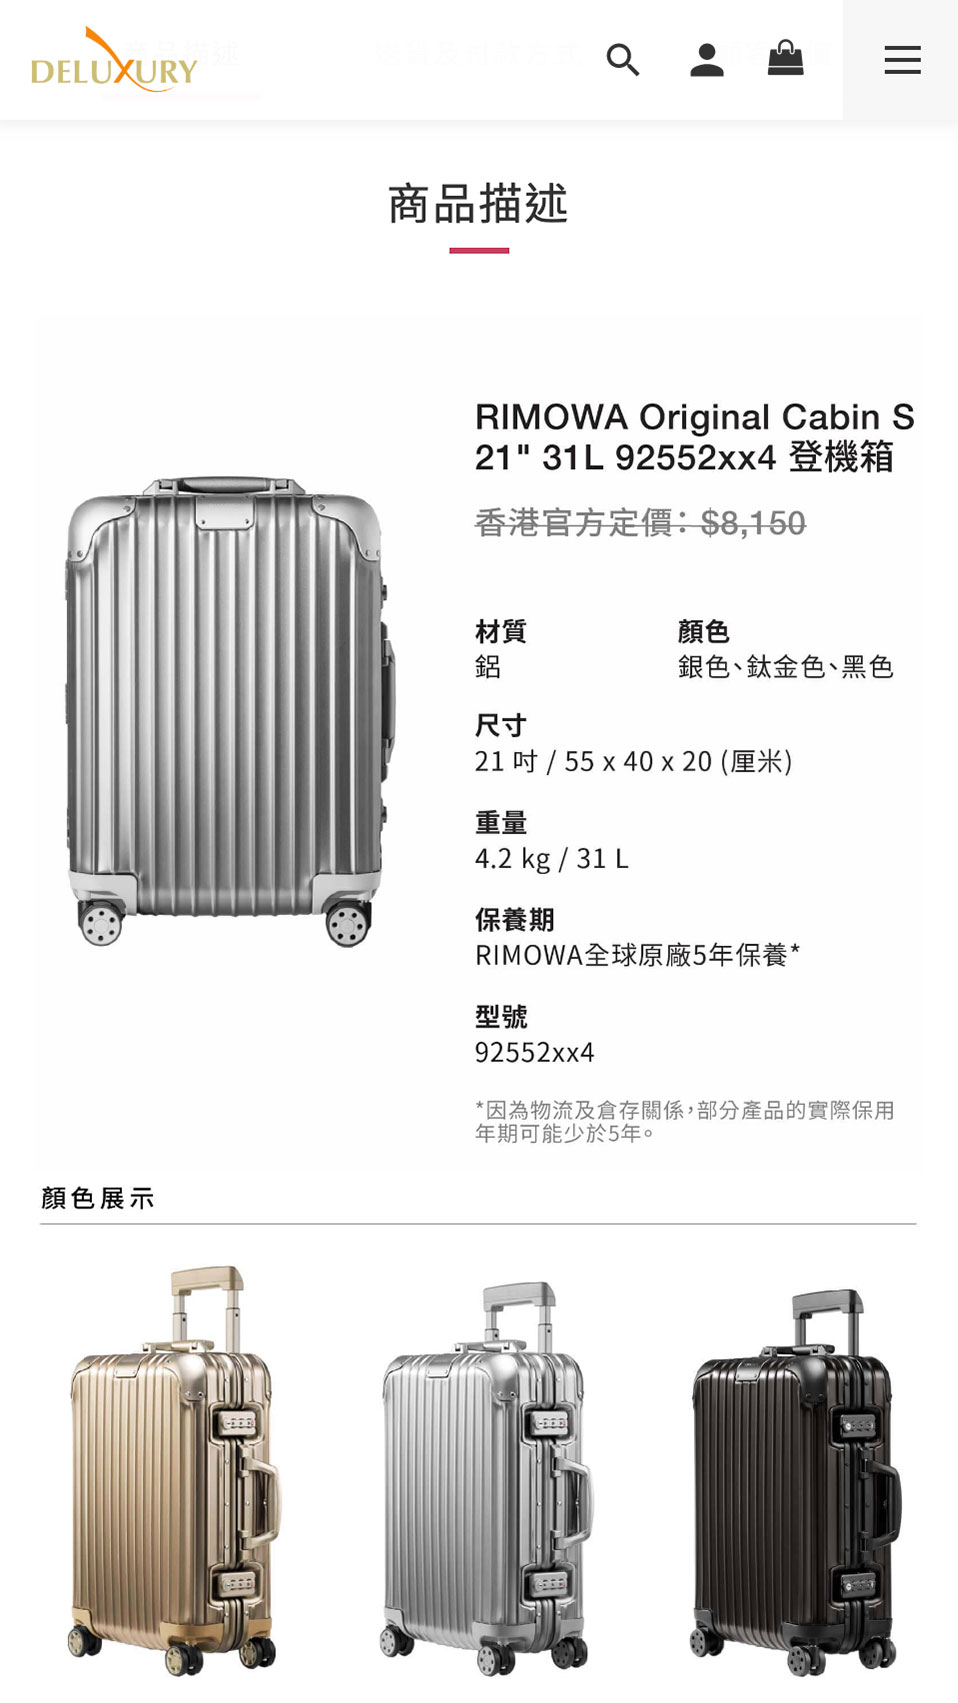 DELUXURY
商品描述
RIMOWA Original Cabin S
21" 31L 92552xx4 登機箱
香港官方定價：$8,150
材質
顏色
鋁
銀色、鈦金色、黑色
尺寸
21 吋 / 55 x 40 x 20 (厘米)
重量
4.2 kg / 31 L
保養期
RIMOWA全球原廠5年保養*
型號
92552xx4
*因為物流及倉存關係，部分產品的實際保用
年期可能少於5年。
顏色展示